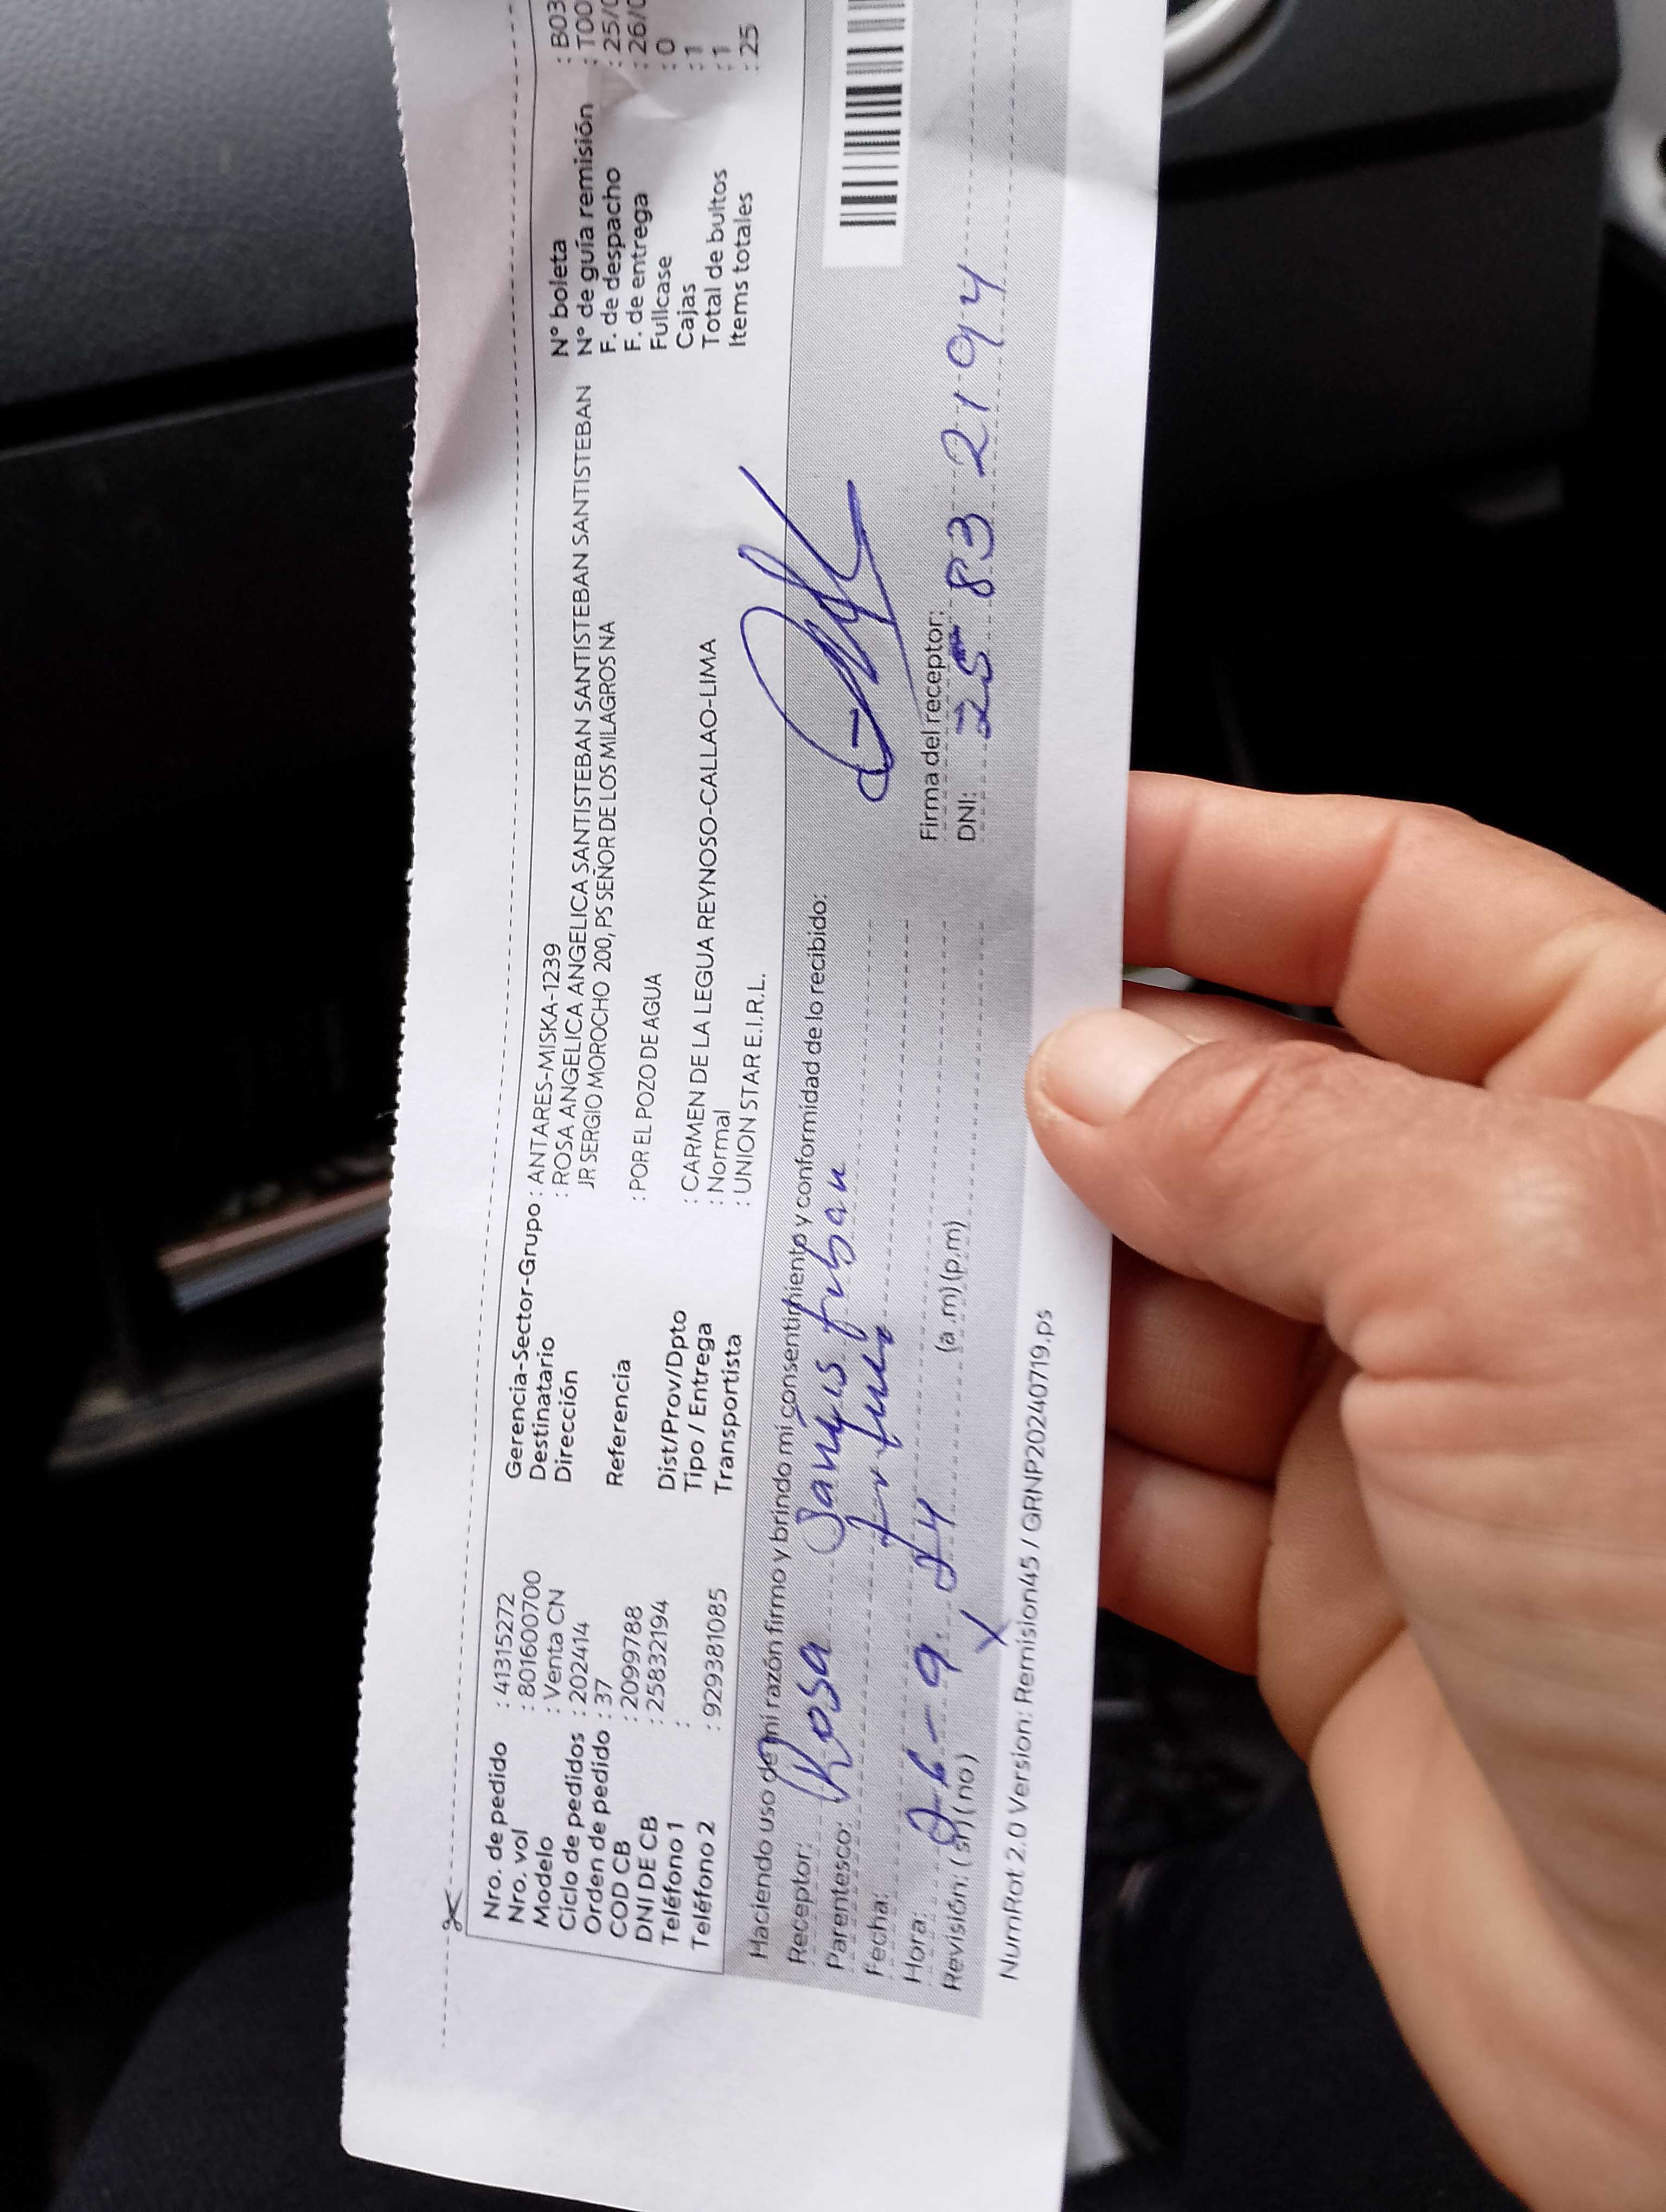 Nro. de pedido : 41315272
Nro. vol : 801600700
Modelo : Venta CN
Ciclo de pedidos : 202414
Orden de pedido : 37
COD CB : 2099788
DNI DE CB : 25832194
Teléfono 1 :
Teléfono 2 : 929381085
Gerencia-Sector-Grupo : ANTARES-MISKA-1239
Destinatario : ROSA ANGELICA ANGELICA SANTISTEBAN SANTISTEBAN SANTISTEBAN
Dirección JR SERGIO MOROCHO 200, PS SEÑOR DE LOS MILAGROS NA
Referencia : POR EL POZO DE AGUA
Dist/Prov/Dpto : CARMEN DE LA LEGUA REYNOSO-CALLAO-LIMA
Tipo / Entrega : Normal
Transportista : UNION STAR E.I.R.L.
N° boleta : B03
N° de guía remisión : T00
F. de despacho : 25/0
F. de entrega : 26/0
Fullcase : 0
Cajas : 1
Total de bultos : 1
Items totales : 25
Haciendo uso de mi razón firmo y brindo mi consentimiento y conformidad de lo recibido:
Receptor: Rosa
Parentesco:
Fecha:
Hora: (a.m) (p.m)
Revisión: (si) (no)
Firma del receptor:
DNI: 25 83 2194
NumRot 2.0 Version: Remision45 / GRNP20240719.ps